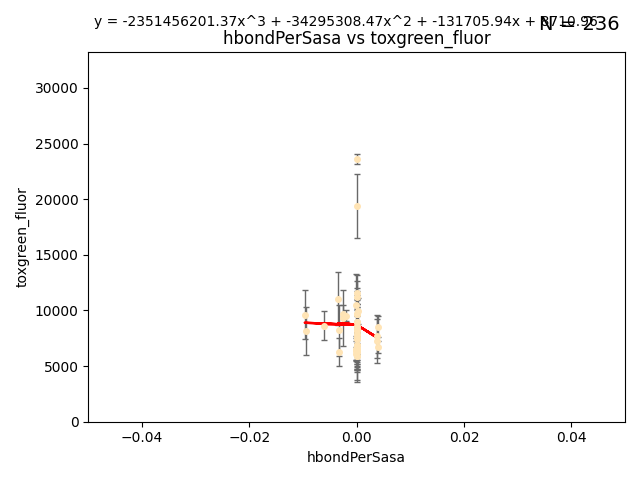 y = -2351456201.37x^3 + -34295308.47x^2 + -131705.94x + 8710.96
N = 236
hbondPerSasa vs toxgreen_fluor
30000
25000
20000
15000
10000
5000
0
toxgreen_fluor
−0.04 −0.02 0.00 0.02 0.04
hbondPerSasa